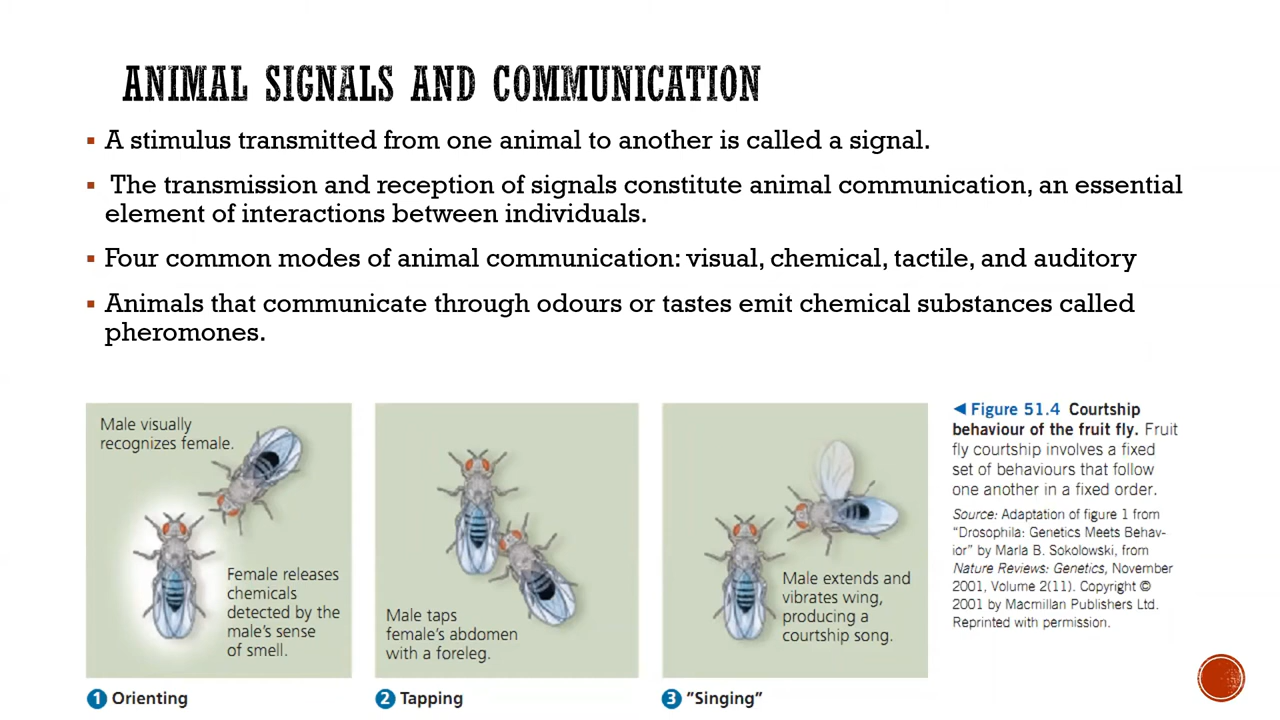 ANIMAL SIGNALS AND COMMUNICATION
▪ A stimulus transmitted from one animal to another is called a signal.
▪ The transmission and reception of signals constitute animal communication, an essential
element of interactions between individuals.
▪ Four common modes of animal communication: visual, chemical, tactile, and auditory
▪ Animals that communicate through odours or tastes emit chemical substances called
pheromones.
Male visually
recognizes female.
Female releases
chemicals
detected by the
male's sense
of smell.
1 Orienting
Male taps
female's abdomen
with a foreleg.
2 Tapping
Male extends and
vibrates wing,
producing a
courtship song.
3 "Singing"
◀ Figure 51.4 Courtship
behaviour of the fruit fly. Fruit
fly courtship involves a fixed
set of behaviours that follow
one another in a fixed order.
Source: Adaptation of figure 1 from
"Drosophila: Genetics Meets Behav-
ior" by Marla B. Sokolowski, from
Nature Reviews: Genetics, November
2001, Volume 2(11). Copyright ©
2001 by Macmillan Publishers Ltd.
Reprinted with permission.